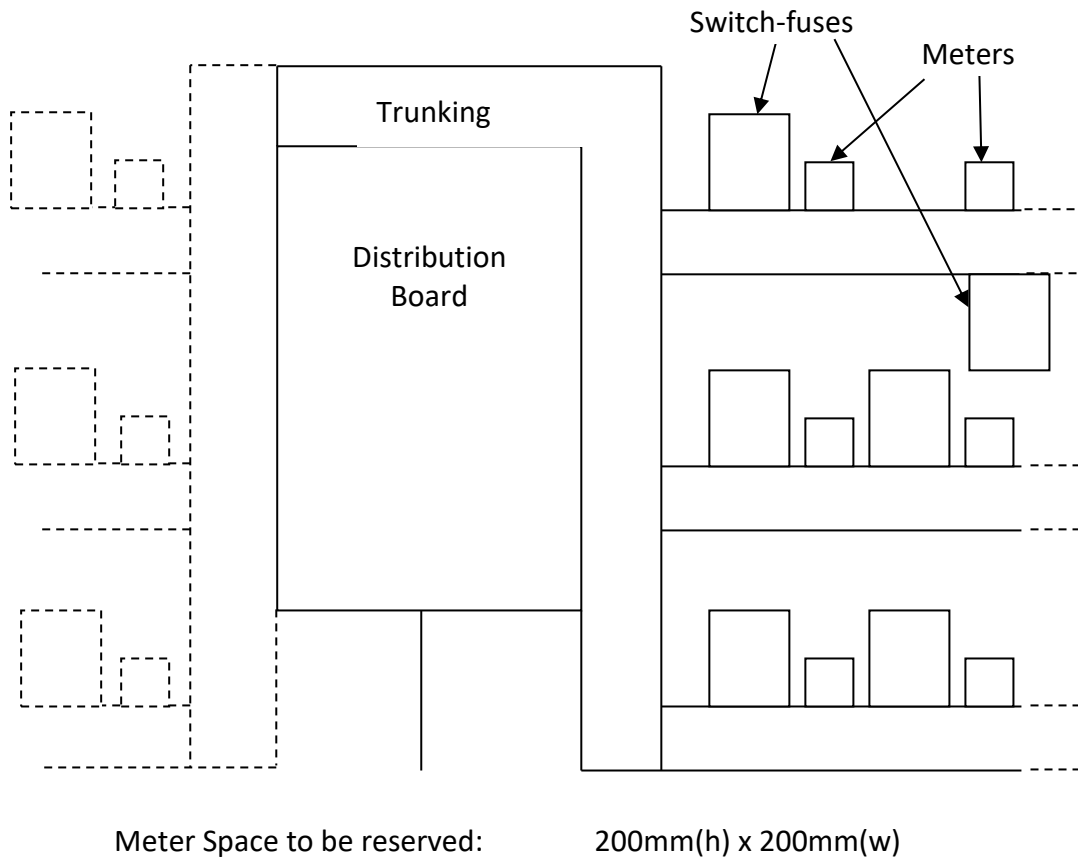 Switch-fuses
Meters
Trunking
Distribution
Board
Meter Space to be reserved: 200mm(h) x 200mm(w)